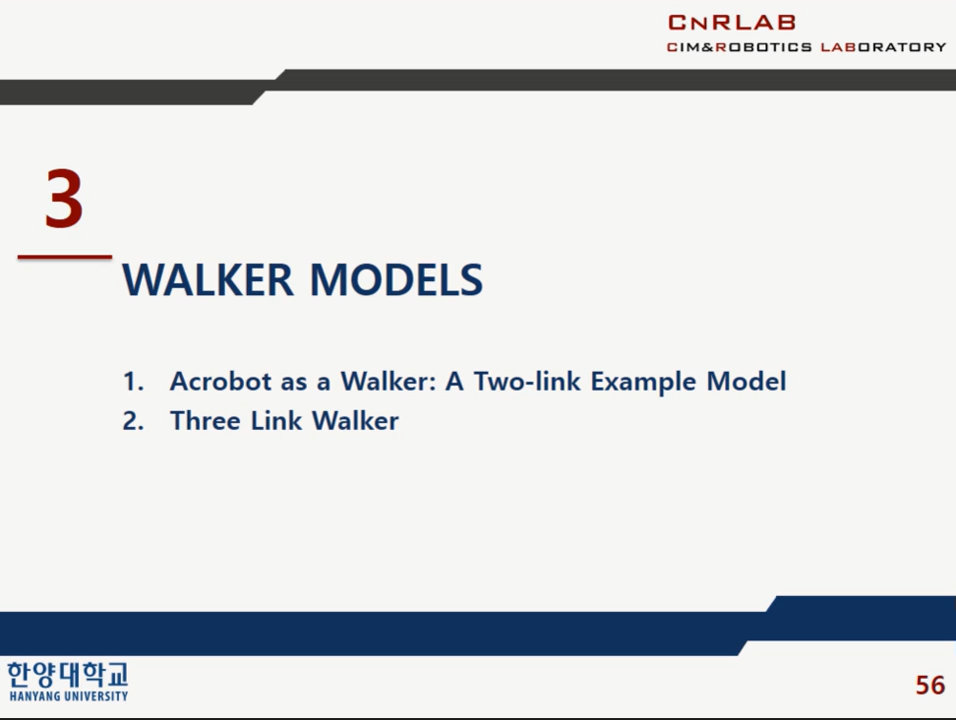 CNRLAB
CIM&ROBOTICS LABORATORY
3
WALKER MODELS
1. Acrobot as a Walker: A Two-link Example Model
2. Three Link Walker
한양대학교
HANYANG UNIVERSITY
56